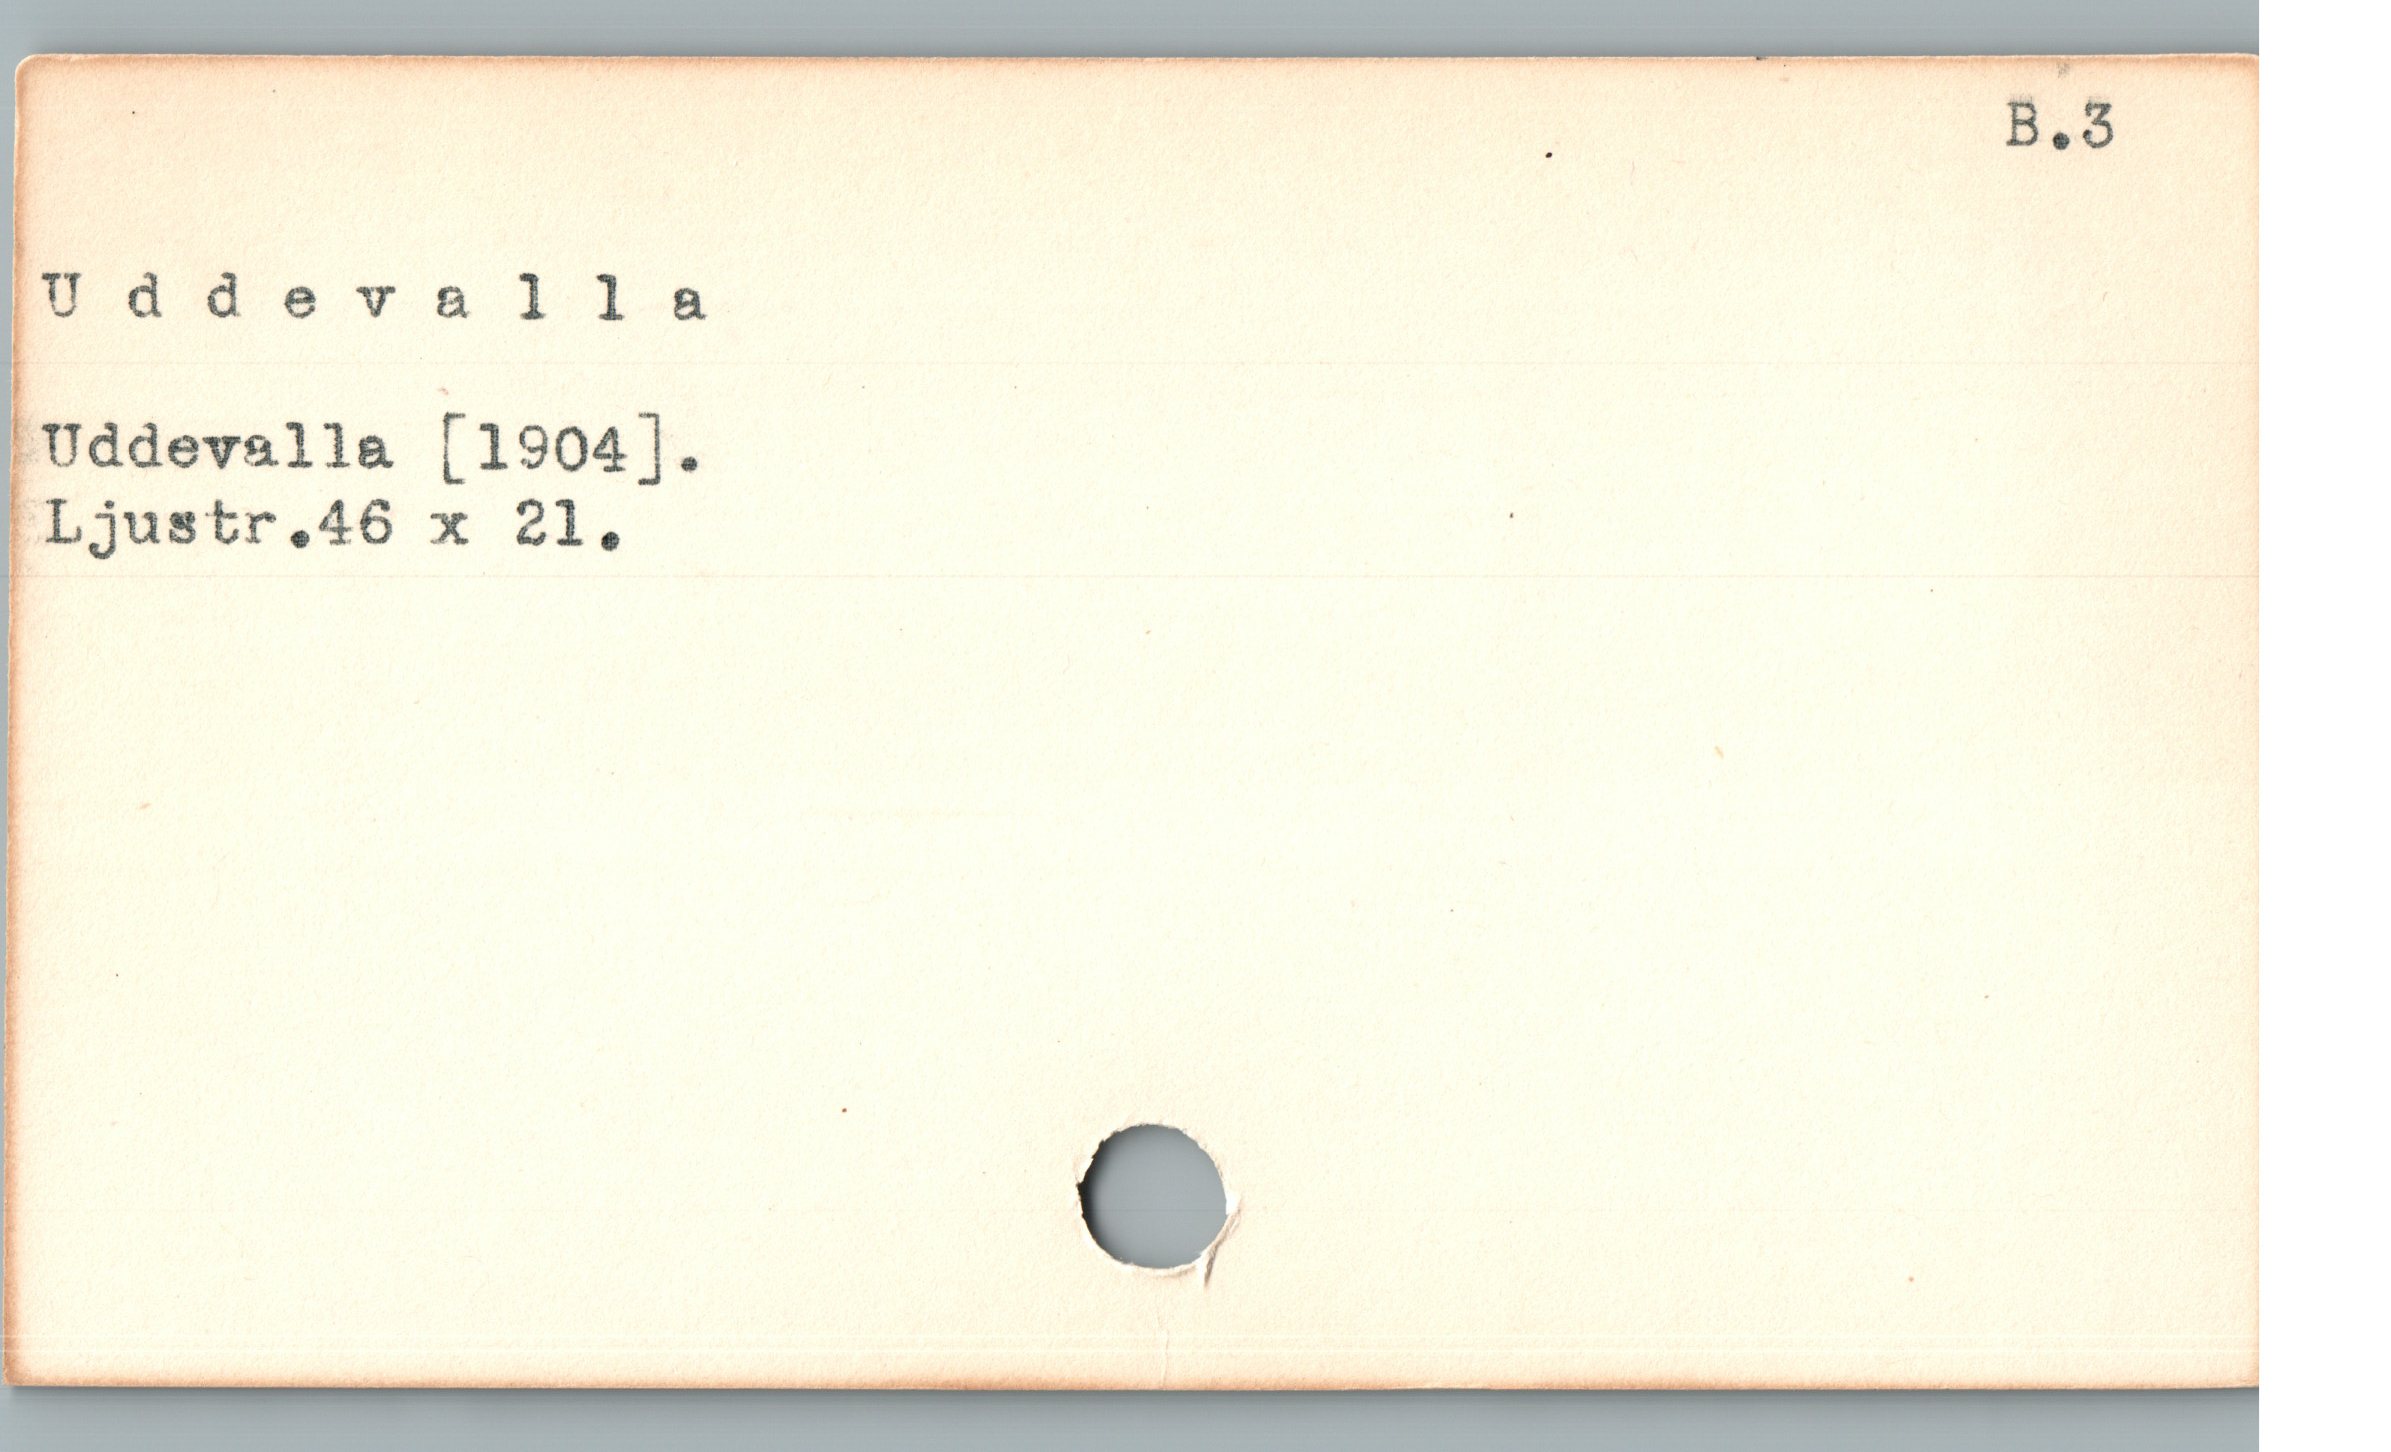 B.3
U d d e v a l l a
Uddevalla [1904].
Ljustr.46 x 21.